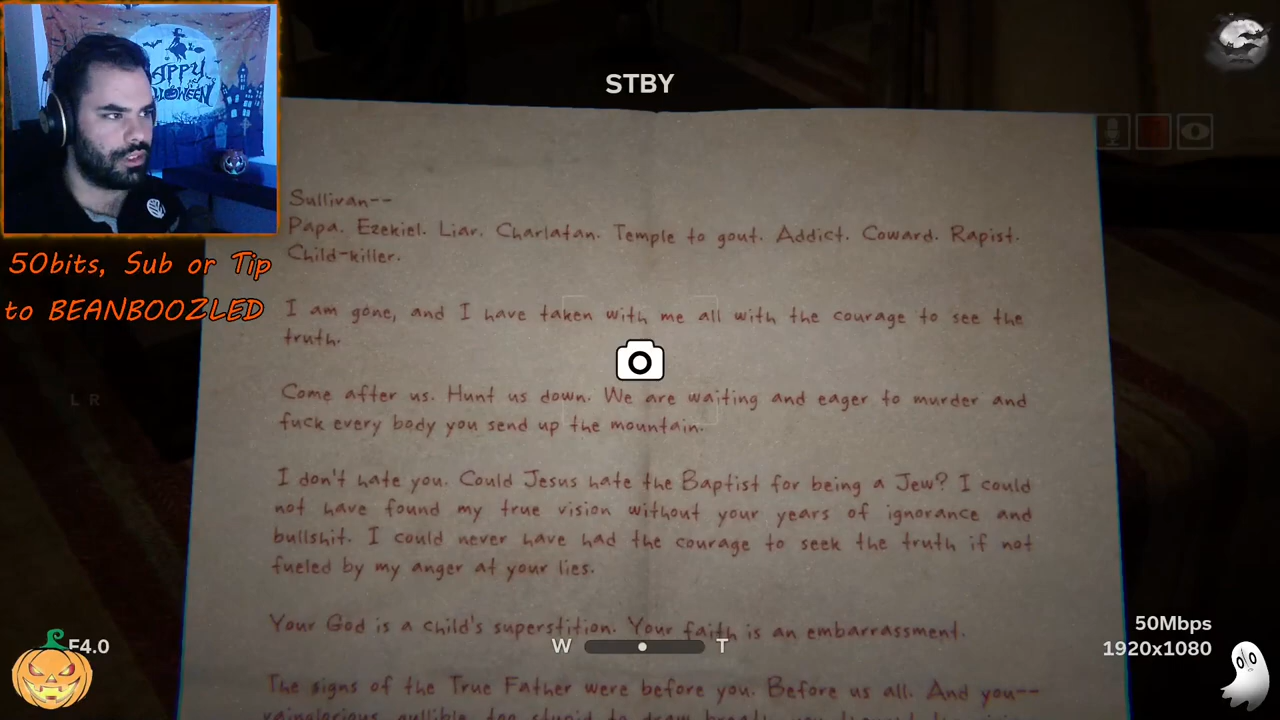 STBY
HAPPY
HALLOWEEN
50bits, Sub or Tip
to BEANBOOZLED
Sullivan--
Papa. Ezekiel. Liar. Charlatan. Temple to gout. Addict. Coward. Rapist.
Child-killer.
I am gone, and I have taken with me all with the courage to see the
truth.
Come after us. Hunt us down. We are waiting and eager to murder and
fuck every body you send up the mountain.
I don't hate you. Could Jesus hate the Baptist for being a Jew? I could
not have found my true vision without your years of ignorance and
bullshit. I could never have had the courage to seek the truth if not
fueled by my anger at your lies.
Your God is a child's superstition. Your faith is an embarrassment.
The signs of the True Father were before you. Before us all. And you--
L R
F4.0
W T
50Mbps
1920x1080